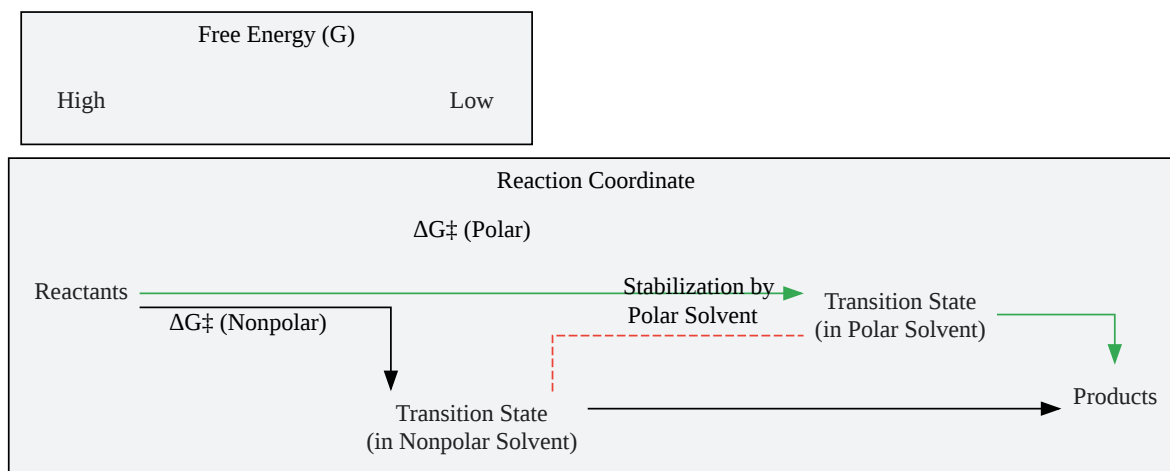 Free Energy (G)
High
Low
Reaction Coordinate
ΔG‡ (Polar)
Reactants
ΔG‡ (Nonpolar)
Stabilization by
Polar Solvent
Transition State
(in Polar Solvent)
Transition State
(in Nonpolar Solvent)
Products